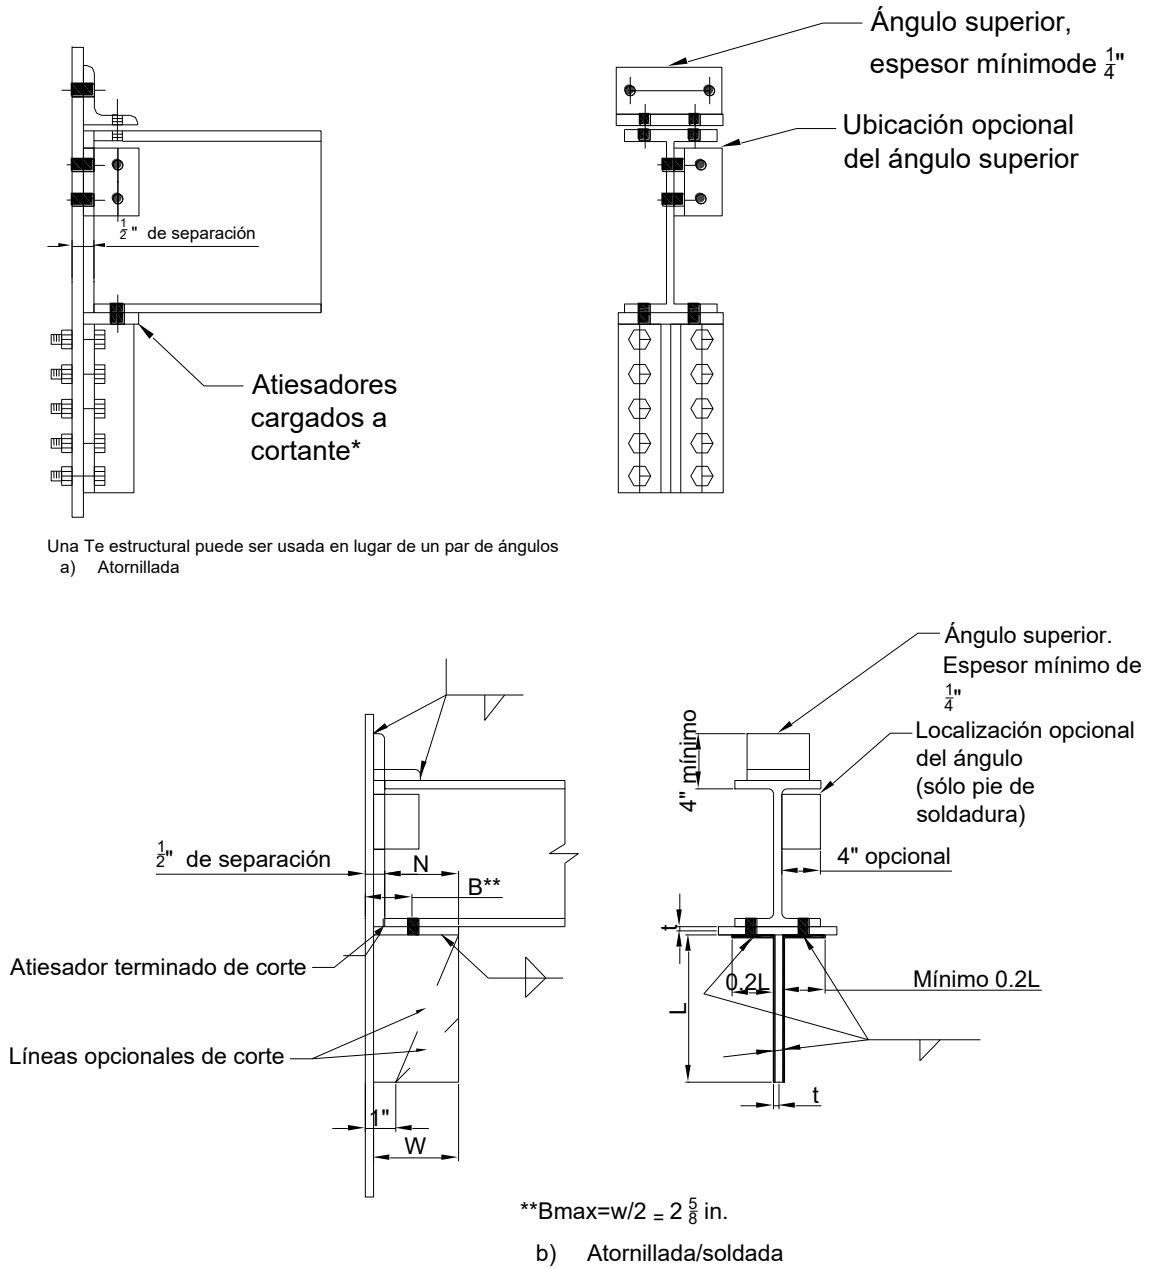 Ángulo superior,
espesor mínimode 1/4"
Ubicación opcional
del ángulo superior
1/2" de separación
Atiesadores
cargados a
cortante*
Una Te estructural puede ser usada en lugar de un par de ángulos
a) Atornillada
Ángulo superior.
Espesor mínimo de
1/4"
4" mínimo
Localización opcional
del ángulo
(sólo pie de
soldadura)
1/2" de separación
N
4" opcional
B**
t
Atiesador terminado de corte
0.2L
Mínimo 0.2L
L
Líneas opcionales de corte
t
1"
W
**Bmax=w/2 = 2 5/8 in.
b) Atornillada/soldada